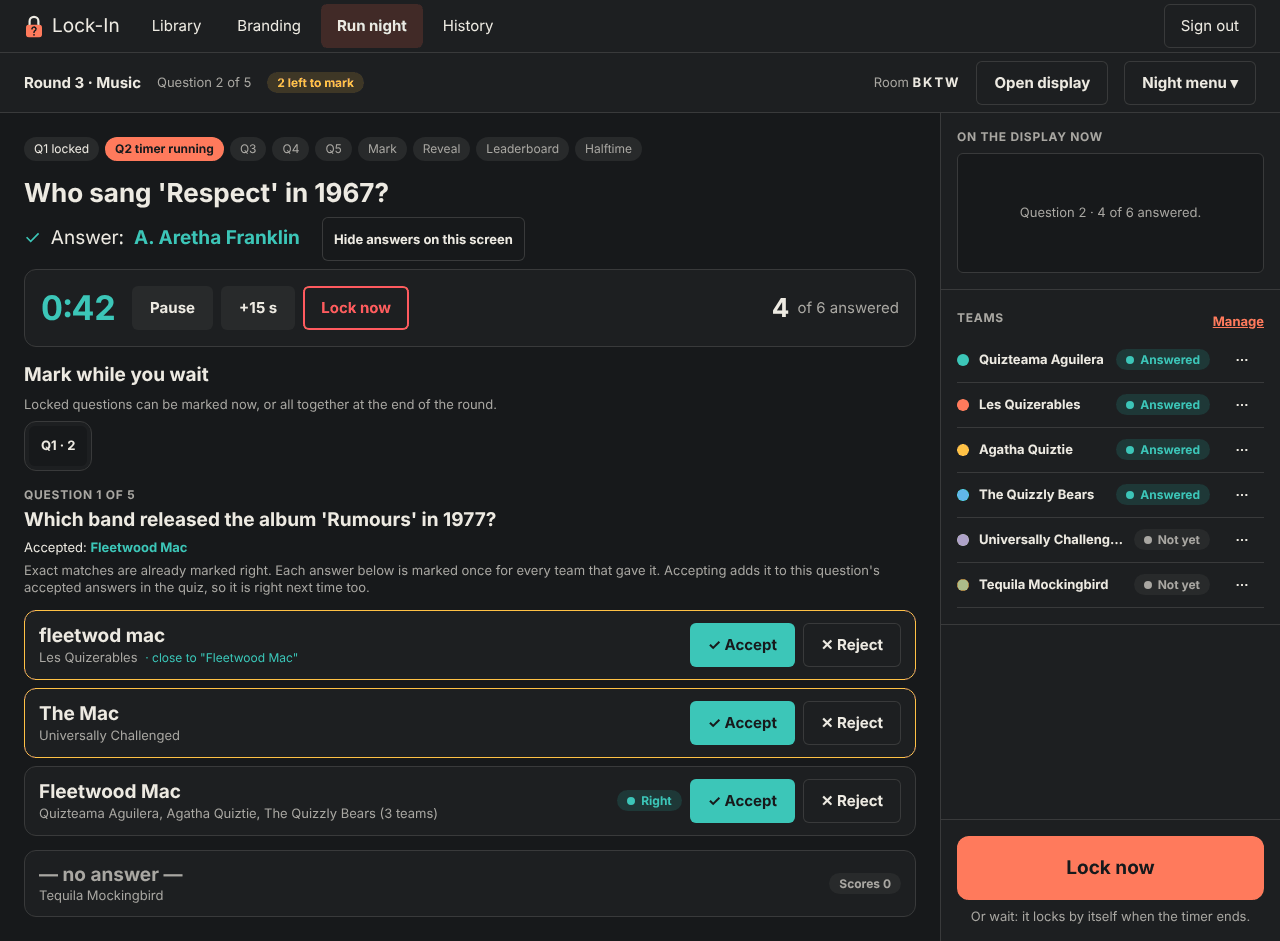 Lock-In
Library
Branding
Run night
History
Sign out
Round 3 · Music
Question 2 of 5
2 left to mark
Room BKTW
Open display
Night menu ▾
Q1 locked
Q2 timer running
Q3
Q4
Q5
Mark
Reveal
Leaderboard
Halftime
Who sang 'Respect' in 1967?
✓ Answer: A. Aretha Franklin
Hide answers on this screen
0:42
Pause
+15 s
Lock now
4 of 6 answered
Mark while you wait
Locked questions can be marked now, or all together at the end of the round.
Q1 · 2
QUESTION 1 OF 5
Which band released the album 'Rumours' in 1977?
Accepted: Fleetwood Mac
Exact matches are already marked right. Each answer below is marked once for every team that gave it. Accepting adds it to this question's
accepted answers in the quiz, so it is right next time too.
fleetwod mac
Les Quizerables · close to "Fleetwood Mac"
✓ Accept
✕ Reject
The Mac
Universally Challenged
✓ Accept
✕ Reject
Fleetwood Mac
Quizteama Aguilera, Agatha Quiztie, The Quizzly Bears (3 teams)
Right
✓ Accept
✕ Reject
— no answer —
Tequila Mockingbird
Scores 0
ON THE DISPLAY NOW
Question 2 · 4 of 6 answered.
TEAMS
Manage
Quizteama Aguilera
Answered
···
Les Quizerables
Answered
···
Agatha Quiztie
Answered
···
The Quizzly Bears
Answered
···
Universally Challeng...
Not yet
···
Tequila Mockingbird
Not yet
···
Lock now
Or wait: it locks by itself when the timer ends.